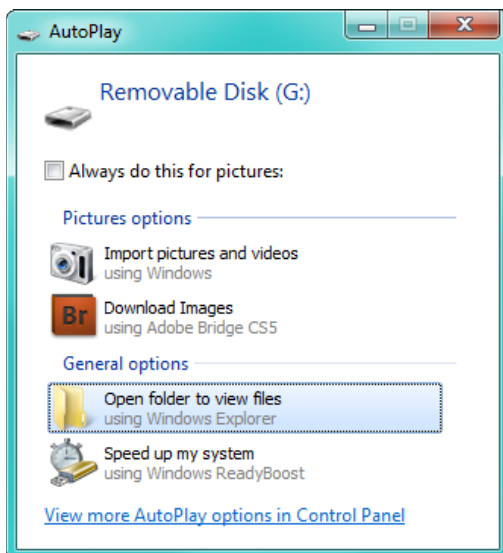 AutoPlay
Removable Disk (G:)
Always do this for pictures:
Pictures options
Import pictures and videos
using Windows
Br
Download Images
using Adobe Bridge CS5
General options
Open folder to view files
using Windows Explorer
Speed up my system
using Windows ReadyBoost
View more AutoPlay options in Control Panel